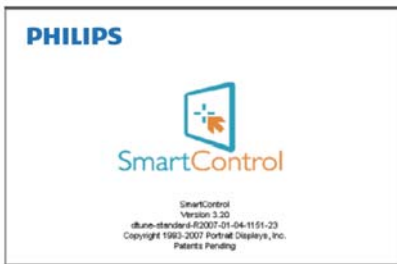 PHILIPS
SmartControl
SmartControl
Version 3.20
dtune-standard-R2007-01-04-1151-23
Copyright 1993-2007 Portrait Displays, Inc.
Patents Pending